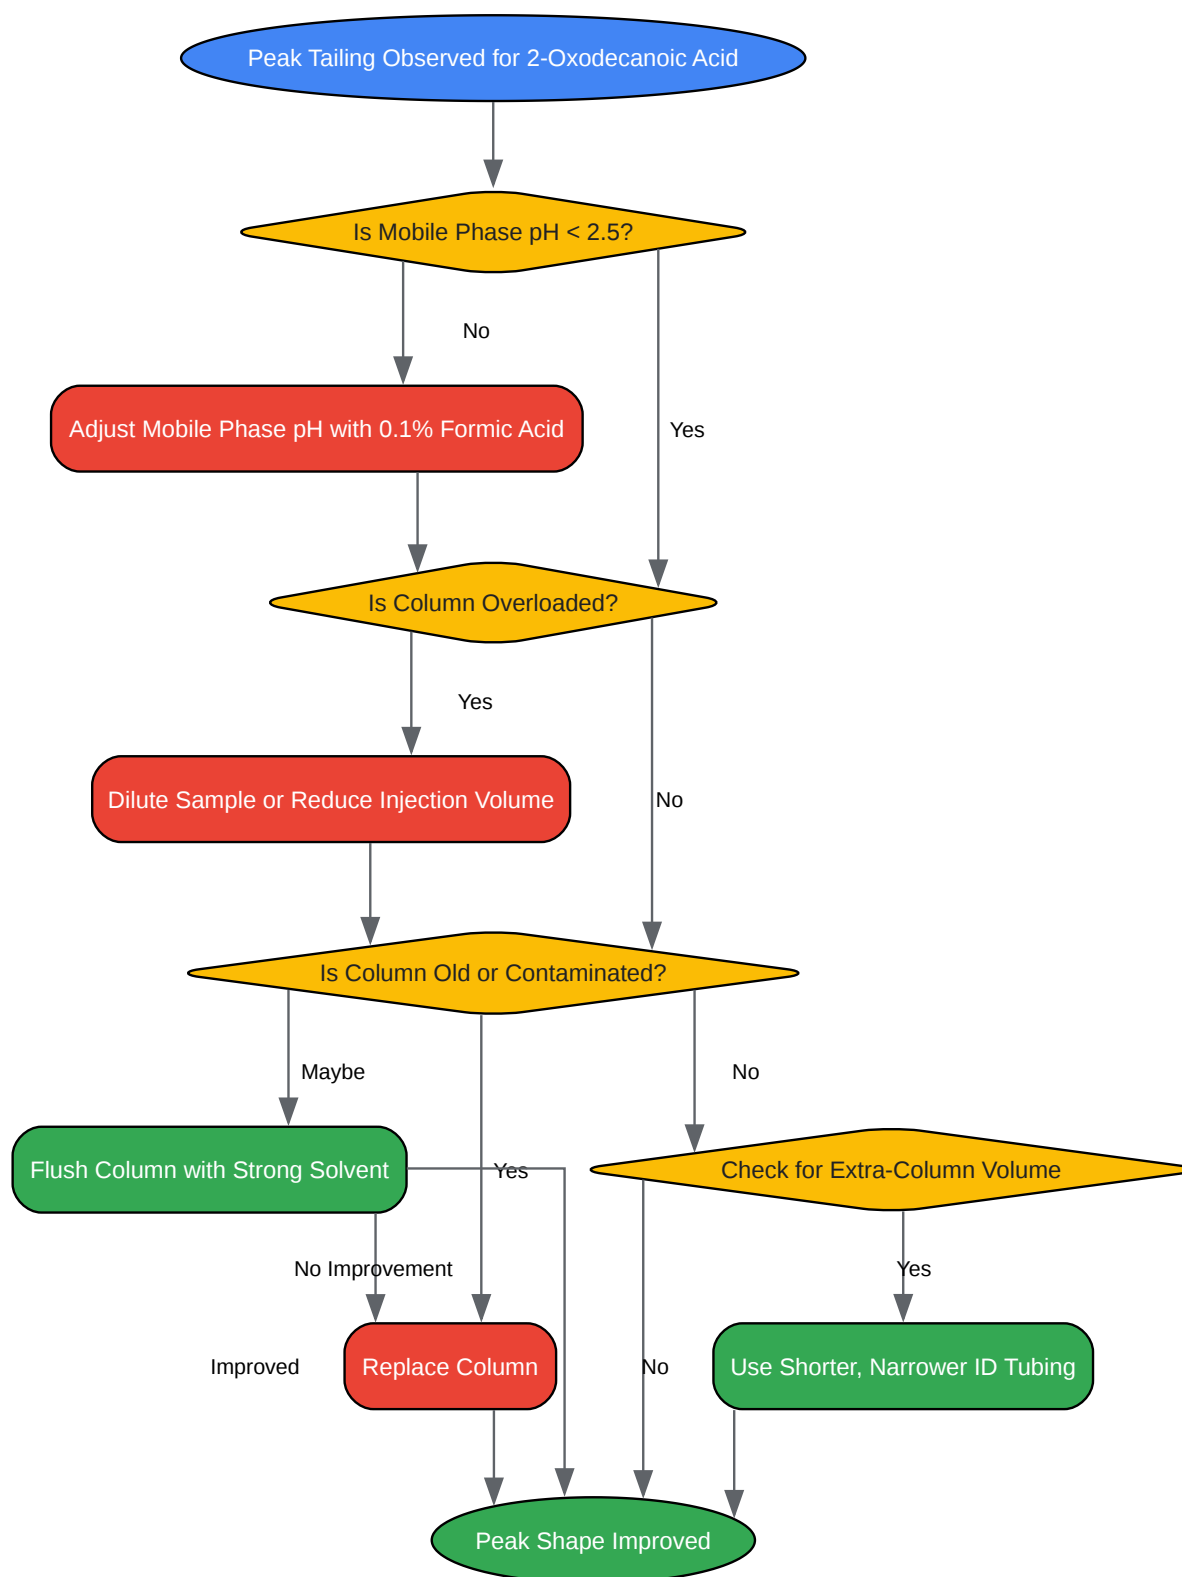 Peak Tailing Observed for 2-Oxodecanoic Acid
Is Mobile Phase pH < 2.5?
No
Adjust Mobile Phase pH with 0.1% Formic Acid
Yes
Is Column Overloaded?
Yes
Dilute Sample or Reduce Injection Volume
No
Is Column Old or Contaminated?
Maybe
No
Flush Column with Strong Solvent
Yes
Check for Extra-Column Volume
No Improvement
Yes
Improved
Replace Column
No
Use Shorter, Narrower ID Tubing
Peak Shape Improved